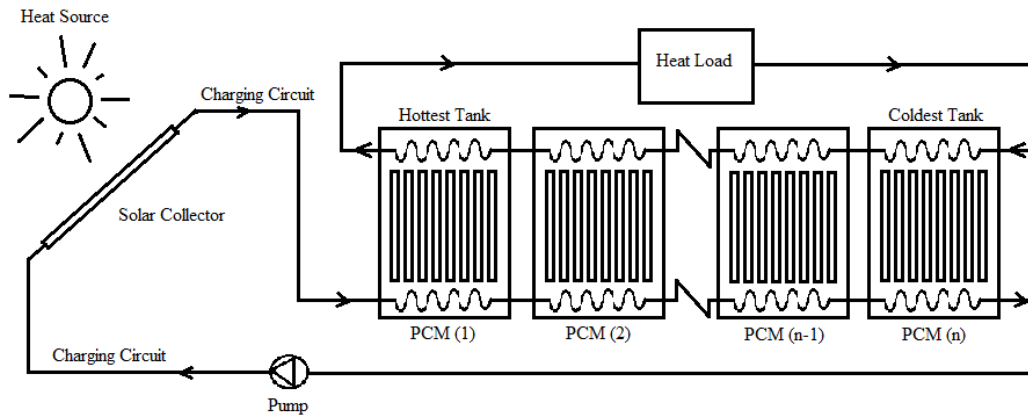 Heat Source
Heat Load
Charging Circuit
Hottest Tank
Coldest Tank
Solar Collector
PCM (1)
PCM (2)
PCM (n-1)
PCM (n)
Charging Circuit
Pump